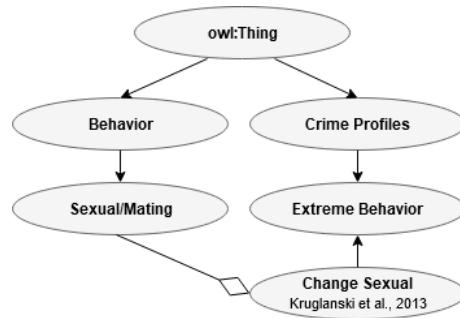 owl:Thing
Behavior
Crime Profiles
Sexual/Mating
Extreme Behavior
Change Sexual
Kruglanski et al., 2013